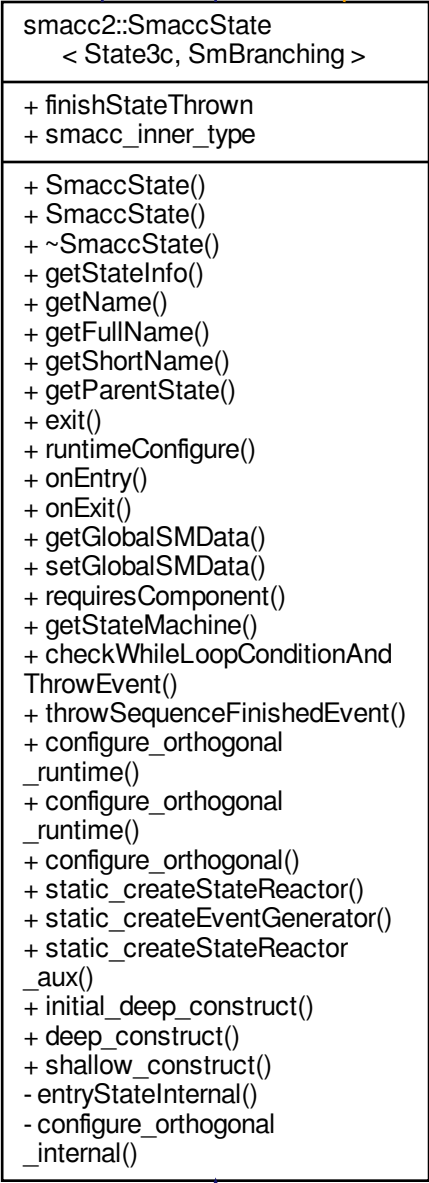 smacc2::SmaccState
< State3c, SmBranching >
+ finishStateThrown
+ smacc_inner_type
+ SmaccState()
+ SmaccState()
+ ~SmaccState()
+ getStateInfo()
+ getName()
+ getFullName()
+ getShortName()
+ getParentState()
+ exit()
+ runtimeConfigure()
+ onEntry()
+ onExit()
+ getGlobalSMData()
+ setGlobalSMData()
+ requiresComponent()
+ getStateMachine()
+ checkWhileLoopConditionAnd
ThrowEvent()
+ throwSequenceFinishedEvent()
+ configure_orthogonal
_runtime()
+ configure_orthogonal
_runtime()
+ configure_orthogonal()
+ static_createStateReactor()
+ static_createEventGenerator()
+ static_createStateReactor
_aux()
+ initial_deep_construct()
+ deep_construct()
+ shallow_construct()
- entryStateInternal()
- configure_orthogonal
_internal()